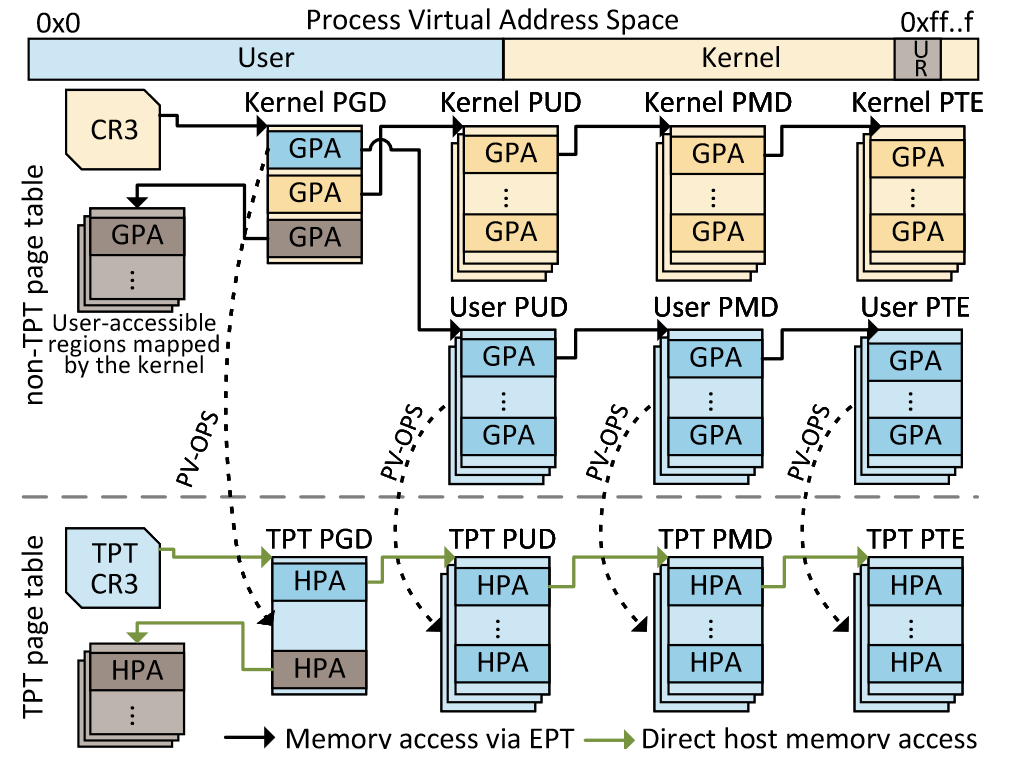 Process Virtual Address Space
0x0
0xff..f
User
Kernel
U
R
Kernel PGD
Kernel PUD
Kernel PMD
Kernel PTE
CR3
GPA
GPA
GPA
GPA
GPA
⋮
GPA
GPA
⋮
GPA
GPA
⋮
GPA
GPA
⋮
User-accessible
regions mapped
by the kernel
non-TPT page table
User PUD
User PMD
User PTE
GPA
⋮
GPA
GPA
⋮
GPA
GPA
⋮
GPA
PV-OPS
PV-OPS
PV-OPS
PV-OPS
TPT page table
TPT
CR3
TPT PGD
TPT PUD
TPT PMD
TPT PTE
HPA
HPA
HPA
⋮
HPA
⋮
HPA
HPA
⋮
HPA
HPA
⋮
HPA
Memory access via EPT
Direct host memory access